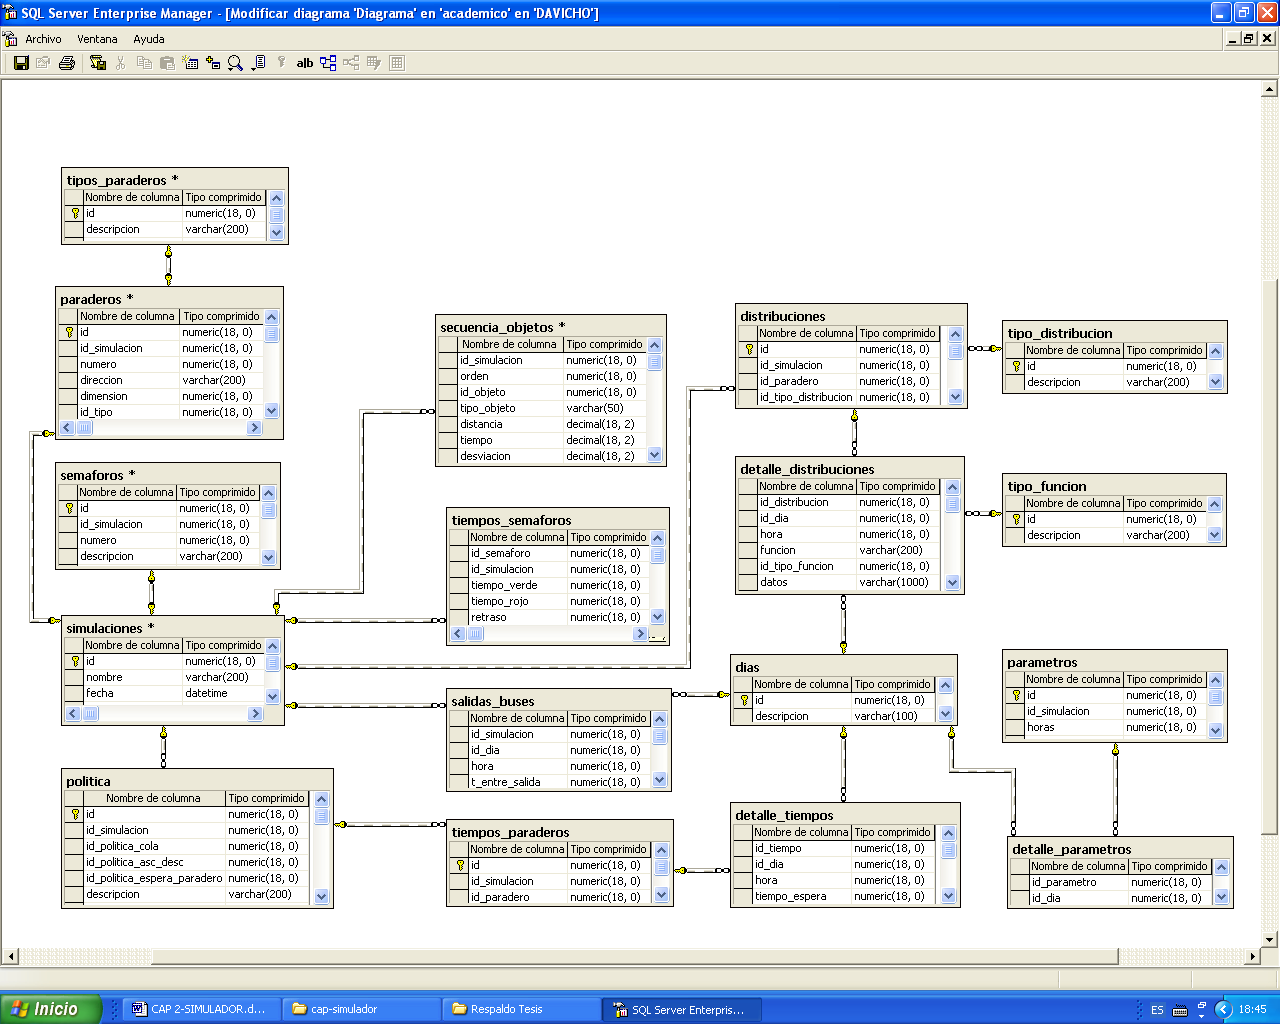 SQL Server Enterprise Manager - [Modificar diagrama 'Diagrama' en 'academico' en 'DAVICHO']
Archivo Ventana Ayuda
aIb
tipos_paraderos *
Nombre de columna Tipo comprimido
id numeric(18, 0)
descripcion varchar(200)
paraderos *
Nombre de columna Tipo comprimido
id numeric(18, 0)
id_simulacion numeric(18, 0)
numero numeric(18, 0)
direccion varchar(200)
dimension numeric(18, 0)
id_tipo numeric(18, 0)
semaforos *
Nombre de columna Tipo comprimido
id numeric(18, 0)
id_simulacion numeric(18, 0)
numero numeric(18, 0)
descripcion varchar(200)
simulaciones *
Nombre de columna Tipo comprimido
id numeric(18, 0)
nombre varchar(200)
fecha datetime
politica
Nombre de columna Tipo comprimido
id numeric(18, 0)
id_simulacion numeric(18, 0)
id_politica_cola numeric(18, 0)
id_politica_asc_desc numeric(18, 0)
id_politica_espera_paradero numeric(18, 0)
descripcion varchar(200)
secuencia_objetos *
Nombre de columna Tipo comprimido
id_simulacion numeric(18, 0)
orden numeric(18, 0)
id_objeto numeric(18, 0)
tipo_objeto varchar(50)
distancia decimal(18, 2)
tiempo decimal(18, 2)
desviacion decimal(18, 2)
tiempos_semaforos
Nombre de columna Tipo comprimido
id_semaforo numeric(18, 0)
id_simulacion numeric(18, 0)
tiempo_verde numeric(18, 0)
tiempo_rojo numeric(18, 0)
retraso numeric(18, 0)
salidas_buses
Nombre de columna Tipo comprimido
id_simulacion numeric(18, 0)
id_dia numeric(18, 0)
hora numeric(18, 0)
t_entre_salida numeric(18, 0)
tiempos_paraderos
Nombre de columna Tipo comprimido
id numeric(18, 0)
id_simulacion numeric(18, 0)
id_paradero numeric(18, 0)
distribuciones
Nombre de columna Tipo comprimido
id numeric(18, 0)
id_simulacion numeric(18, 0)
id_paradero numeric(18, 0)
id_tipo_distribucion numeric(18, 0)
detalle_distribuciones
Nombre de columna Tipo comprimido
id_distribucion numeric(18, 0)
id_dia numeric(18, 0)
hora numeric(18, 0)
funcion varchar(200)
id_tipo_funcion numeric(18, 0)
datos varchar(1000)
dias
Nombre de columna Tipo comprimido
id numeric(18, 0)
descripcion varchar(100)
detalle_tiempos
Nombre de columna Tipo comprimido
id_tiempo numeric(18, 0)
id_dia numeric(18, 0)
hora numeric(18, 0)
tiempo_espera numeric(18, 0)
tipo_distribucion
Nombre de columna Tipo comprimido
id numeric(18, 0)
descripcion varchar(200)
tipo_funcion
Nombre de columna Tipo comprimido
id numeric(18, 0)
descripcion varchar(200)
parametros
Nombre de columna Tipo comprimido
id numeric(18, 0)
id_simulacion numeric(18, 0)
horas numeric(18, 0)
detalle_parametros
Nombre de columna Tipo comprimido
id_parametro numeric(18, 0)
id_dia numeric(18, 0)
Inicio CAP 2-SIMULADOR.d... cap-simulador Respaldo Tesis SQL Server Enterpris... ES 18:45